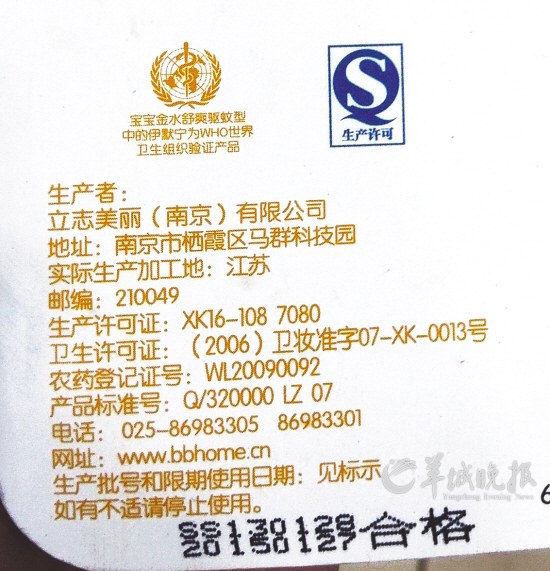 宝宝金水舒爽驱蚊型
中的伊默宁为WHO世界
卫生组织验证产品
QS
生产许可
生产者：
立志美丽（南京）有限公司
地址：南京市栖霞区马群科技园
实际生产加工地：江苏
邮编：210049
生产许可证：XK16-108 7080
卫生许可证：（2006）卫妆准字07-XK-0013号
农药登记证号：WL20090092
产品标准号：Q/320000 LZ 07
电话：025-86983305 86983301
网址：www.bbhome.cn
生产批号和限期使用日期：见标示
如有不适请停止使用。
羊城晚报
Yangcheng Evening News
SS130128
20150127 合格
6